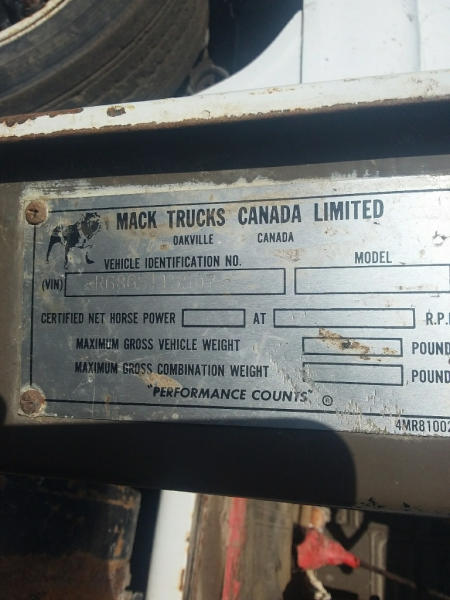 MACK TRUCKS CANADA LIMITED
OAKVILLE CANADA
VEHICLE IDENTIFICATION NO. MODEL
(VIN)
CERTIFIED NET HORSE POWER AT R.P.
MAXIMUM GROSS VEHICLE WEIGHT POUND
MAXIMUM GROSS COMBINATION WEIGHT POUND
"PERFORMANCE COUNTS" ®
4MR81002